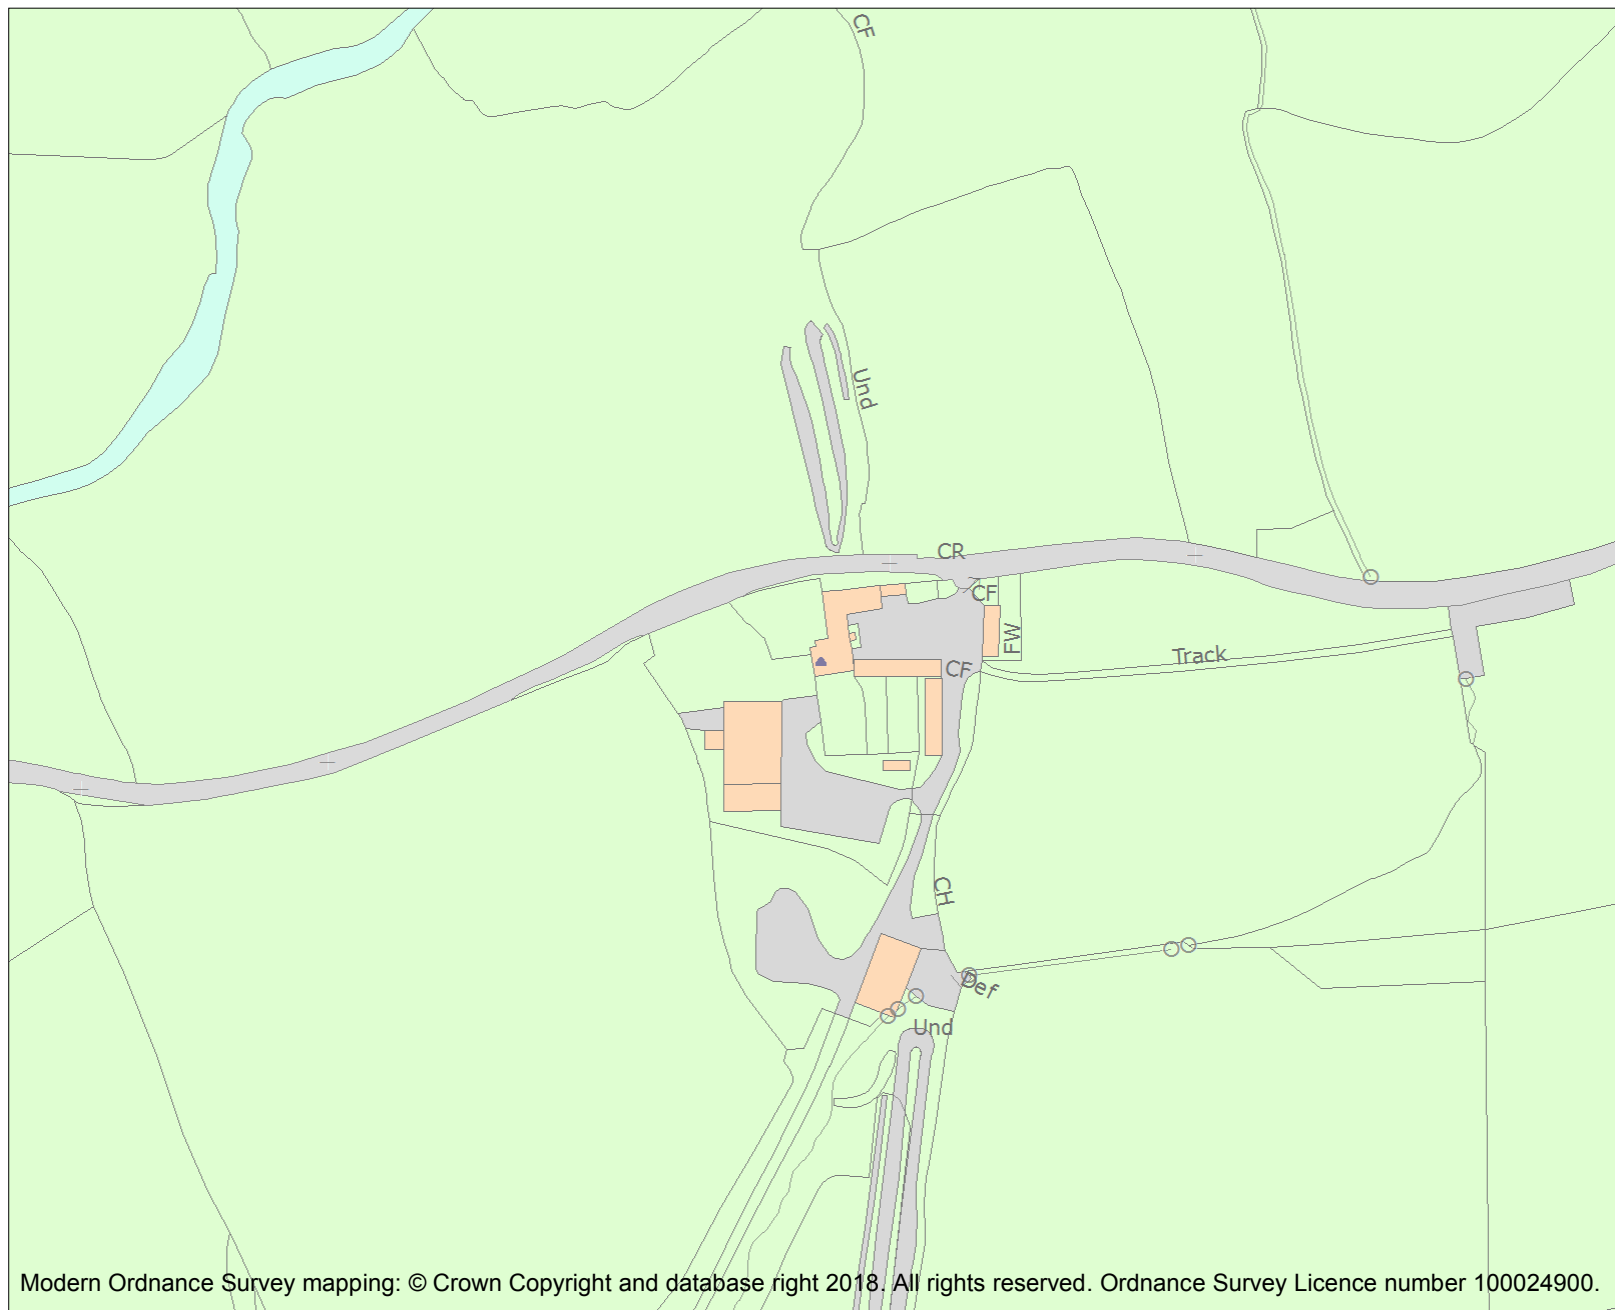 CF
Und
CR
CF
FW
Track
CF
CH
Def
Und
Modern Ordnance Survey mapping: © Crown Copyright and database right 2018. All rights reserved. Ordnance Survey Licence number 100024900.